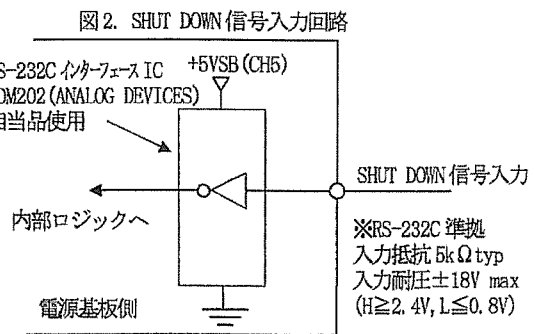 図2. SHUT DOWN信号入力回路
S-232CインターフェースIC
DM202(ANALOG DEVICES)
相当品使用
+5VSB(CH5)
SHUT DOWN信号入力
内部ロジックへ
※RS-232C 準拠
入力抵抗 5kΩtyp
入力耐圧±18V max
(H≧2.4V,L≦0.8V)
電源基板側